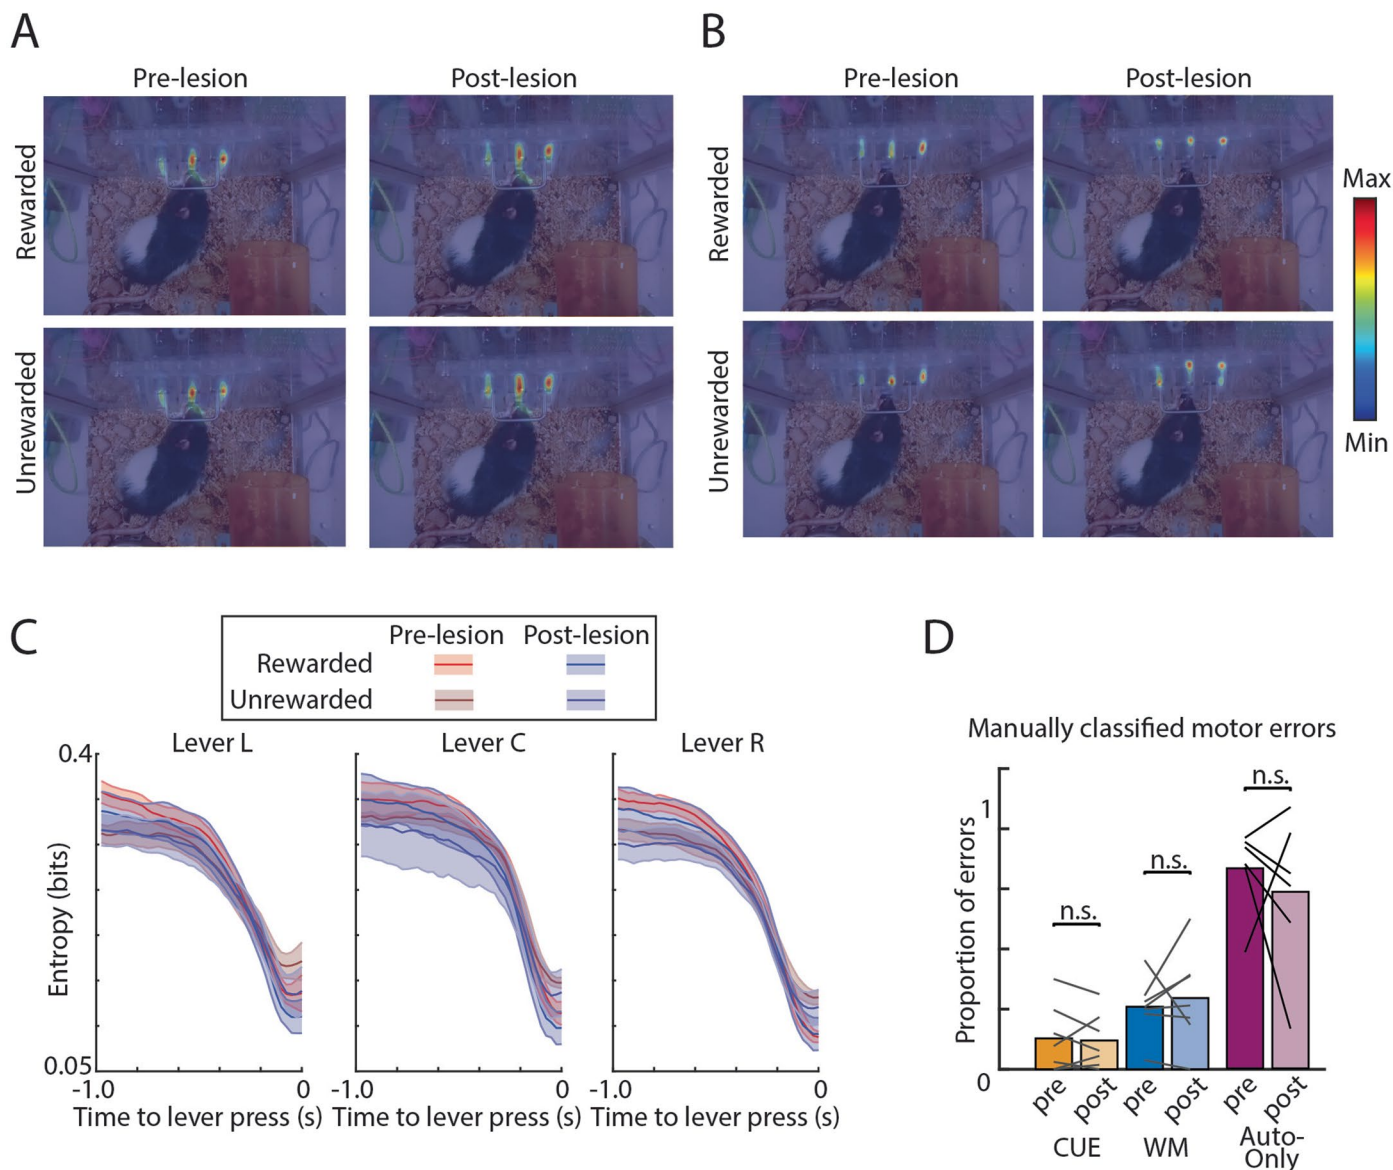 A
B
Pre-lesion
Post-lesion
Pre-lesion
Post-lesion
Rewarded
Unrewarded
Rewarded
Unrewarded
Max
Min
C
Pre-lesion Post-lesion
Rewarded
Unrewarded
Lever L
Lever C
Lever R
0.4
Entropy (bits)
0.05
-1.0
0
-1.0
0
-1.0
0
Time to lever press (s)
Time to lever press (s)
Time to lever press (s)
D
Manually classified motor errors
n.s.
n.s.
n.s.
1
Proportion of errors
0
pre
post
pre
post
pre
post
CUE
WM
Auto-
Only